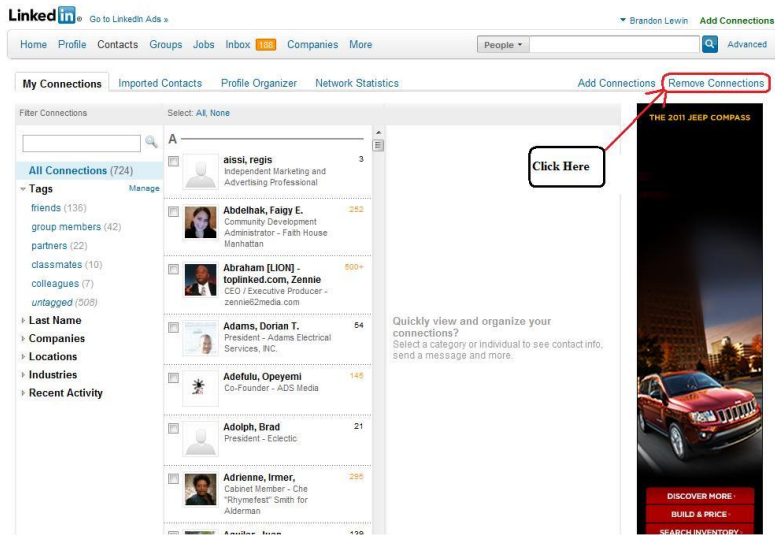 Linked in® Go to LinkedIn Ads »
Brandon Lewin Add Connections
Home Profile Contacts Groups Jobs Inbox 188 Companies More
People Advanced
My Connections Imported Contacts Profile Organizer Network Statistics
Add Connections Remove Connections
Filter Connections
All Connections (724)
Tags Manage
friends (136)
group members (42)
partners (22)
classmates (10)
colleagues (7)
untagged (508)
Last Name
Companies
Locations
Industries
Recent Activity
Select: All, None
A
aissi, regis 3
Independent Marketing and
Advertising Professional
Abdelhak, Faigy E. 252
Community Development
Administrator - Faith House
Manhattan
Abraham [LION] - 500+
toplinked.com, Zennie
CEO / Executive Producer -
zennie62media.com
Adams, Dorian T. 54
President - Adams Electrical
Services, INC.
Adefulu, Opeyemi 146
Co-Founder - ADS Media
Adolph, Brad 21
President - Eclectic
Adrienne, Irmer, 295
Cabinet Member - Che
"Rhymefest" Smith for
Alderman
Click Here
Quickly view and organize your
connections?
Select a category or individual to see contact info,
send a message and more.
THE 2011 JEEP COMPASS
DISCOVER MORE
BUILD & PRICE
SEARCH INVENTORY